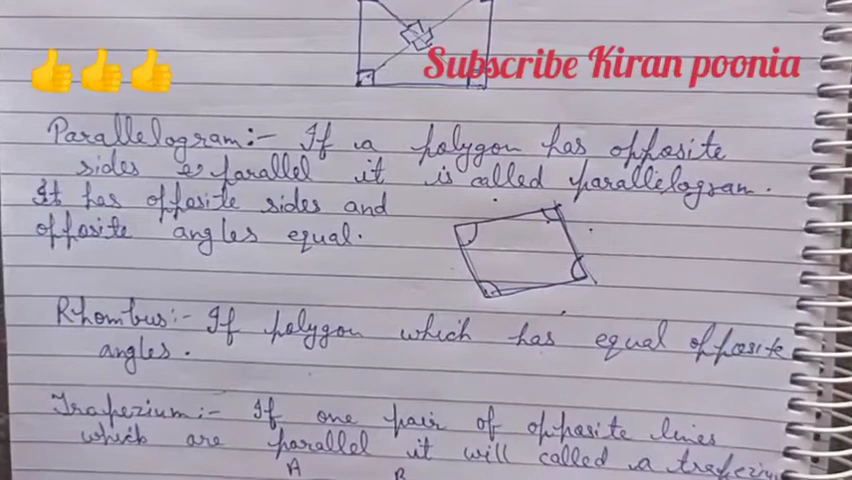 Subscribe Kiran poonia
Parallelogram:- If a polygon has opposite
sides parallel it is called parallelogram.
It has opposite sides and
opposite angles equal.
Rhombus:- If polygon which has equal opposite
angles.
Trapezium:- If one pair of opposite lines
which are parallel it will called a
A B